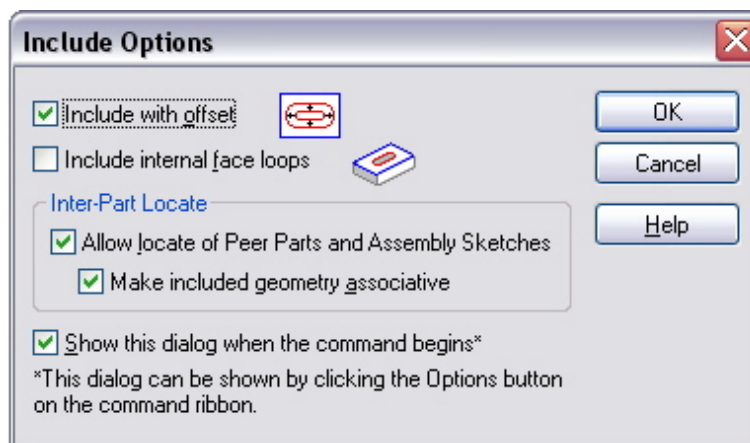 Include Options
Include with offset
OK
Include internal face loops
Cancel
Inter-Part Locate
Allow locate of Peer Parts and Assembly Sketches
Help
Make included geometry associative
Show this dialog when the command begins*
*This dialog can be shown by clicking the Options button
on the command ribbon.